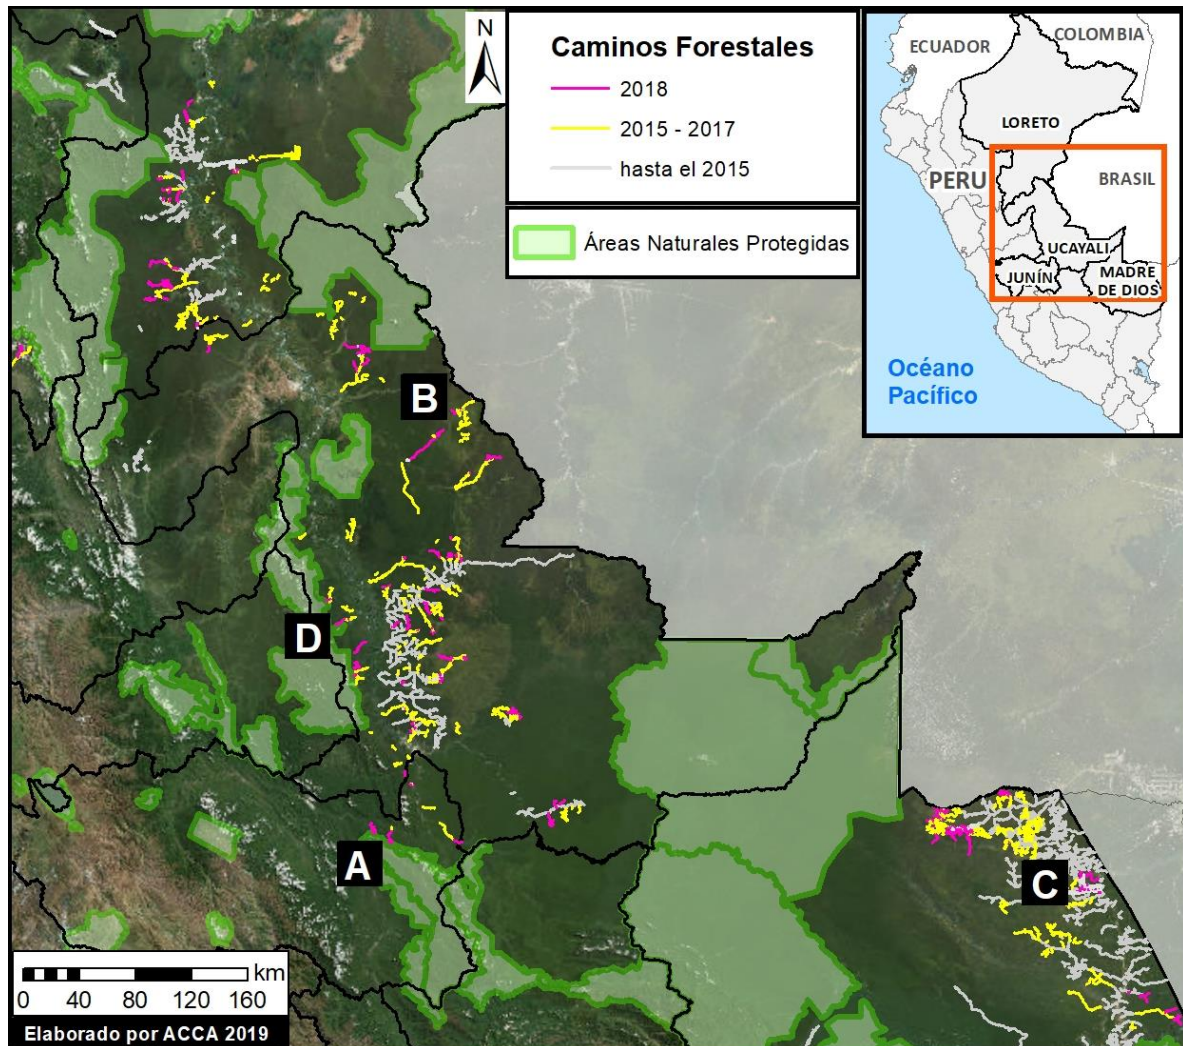 N
Caminos Forestales
2018
2015 - 2017
hasta el 2015
Áreas Naturales Protegidas
ECUADOR
COLOMBIA
LORETO
PERU
BRASIL
UCAYALI
JUNÍN
MADRE
DE DIOS
Océano
Pacífico
B
D
A
C
km
0 40 80 120 160
Elaborado por ACCA 2019